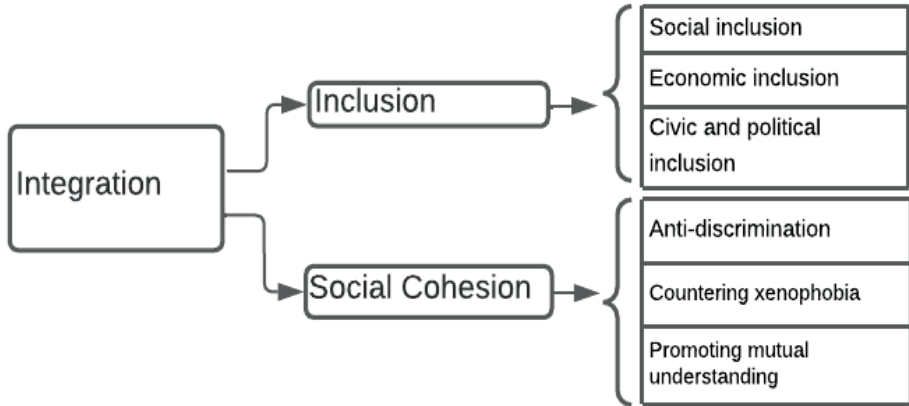 Integration
Inclusion
Social inclusion
Economic inclusion
Civic and political
inclusion
Social Cohesion
Anti-discrimination
Countering xenophobia
Promoting mutual
understanding